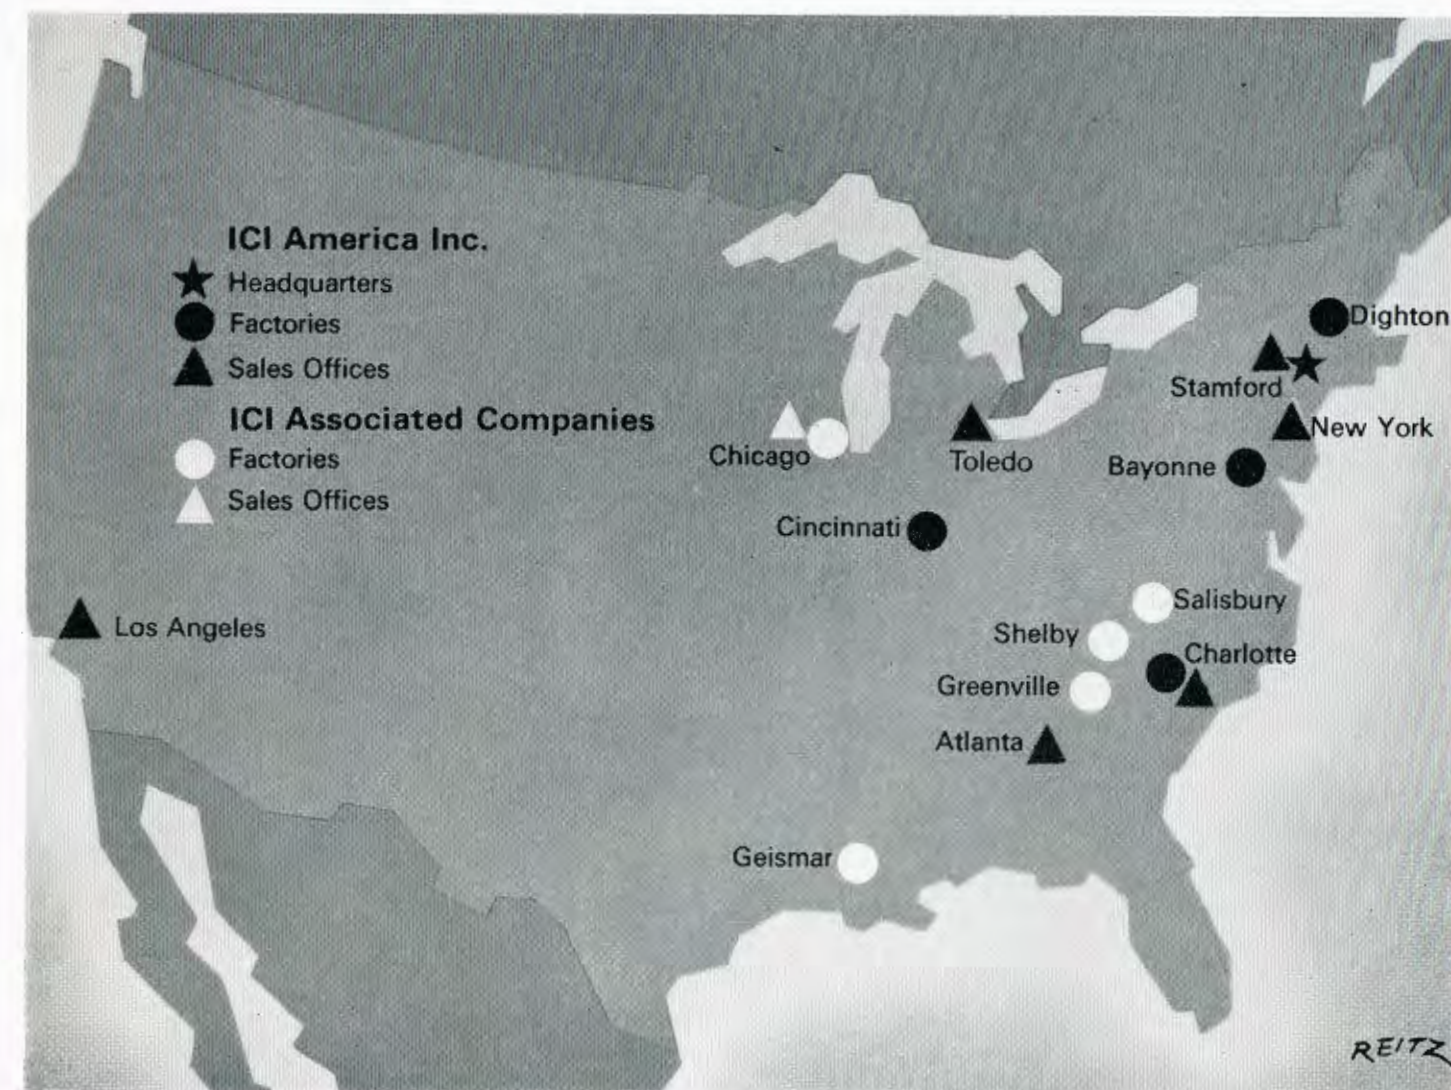 ICI America Inc.
Headquarters
Factories
Sales Offices
ICI Associated Companies
Factories
Sales Offices
Dighton
Stamford
New York
Chicago
Toledo
Bayonne
Cincinnati
Salisbury
Los Angeles
Shelby
Charlotte
Greenville
Atlanta
Geismar
REITZ